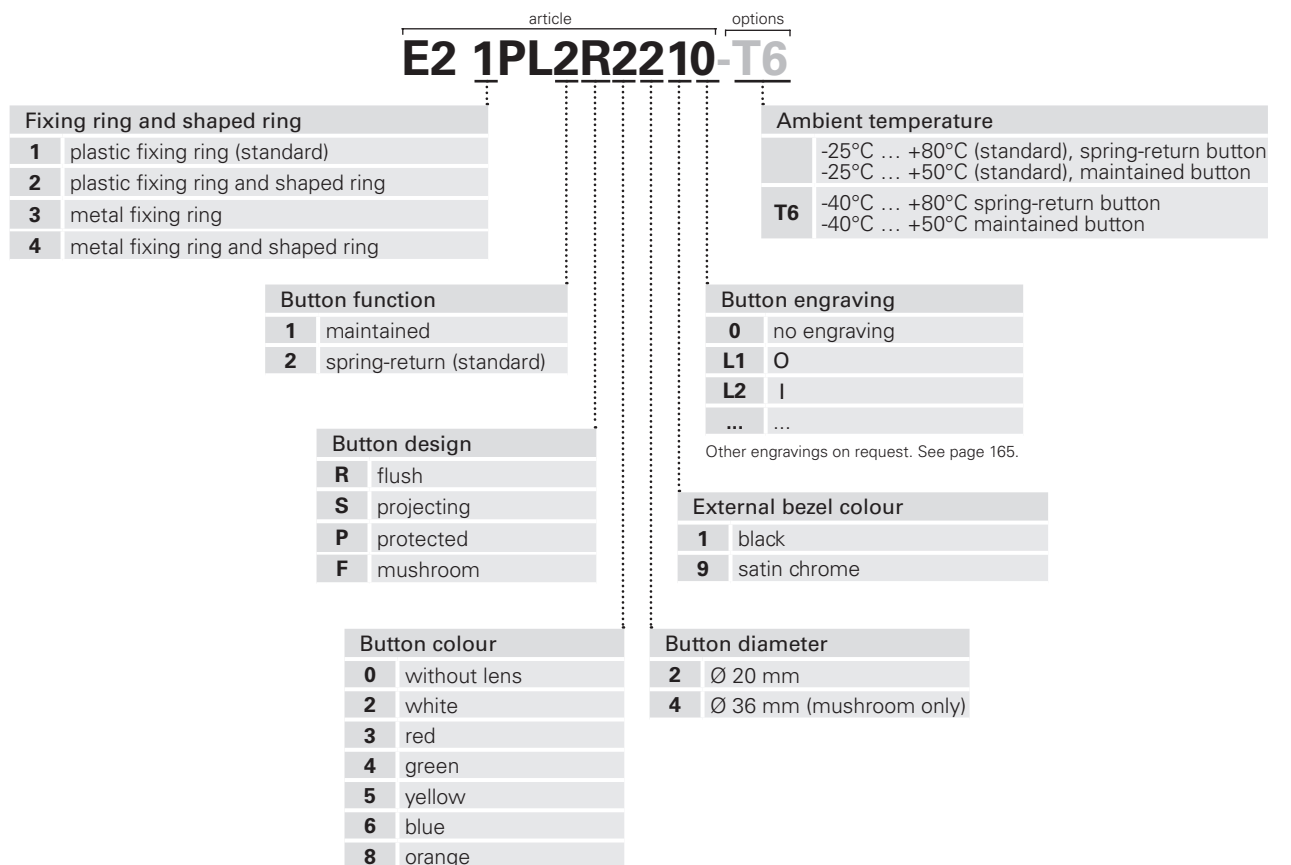 article options
E2 1PL2R2210-T6
Fixing ring and shaped ring
1 plastic fixing ring (standard)
2 plastic fixing ring and shaped ring
3 metal fixing ring
4 metal fixing ring and shaped ring
Ambient temperature
-25°C … +80°C (standard), spring-return button
-25°C … +50°C (standard), maintained button
T6 -40°C … +80°C spring-return button
-40°C … +50°C maintained button
Button function
1 maintained
2 spring-return (standard)
Button engraving
0 no engraving
L1 O
L2 I
... ...
Other engravings on request. See page 165.
Button design
R flush
S projecting
P protected
F mushroom
External bezel colour
1 black
9 satin chrome
Button colour
0 without lens
2 white
3 red
4 green
5 yellow
6 blue
8 orange
Button diameter
2 Ø 20 mm
4 Ø 36 mm (mushroom only)